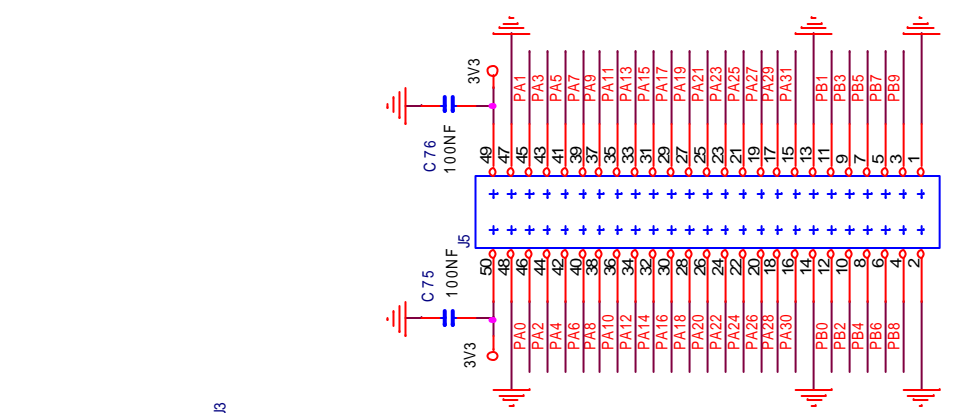 3V3
PA1
PA3
PA5
PA7
PA9
PA11
PA13
PA15
PA17
PA19
PA21
PA23
PA25
PA27
PA29
PA31
PB1
PB3
PB5
PB7
PB9
C76
100NF
49
47
45
43
41
39
37
35
33
31
29
27
25
23
21
19
17
15
13
11
9
7
5
3
1
J5
50
48
46
44
42
40
38
36
34
32
30
28
26
24
22
20
18
16
14
12
10
8
6
4
2
C75
100NF
3V3
PA0
PA2
PA4
PA6
PA8
PA10
PA12
PA14
PA16
PA18
PA20
PA22
PA24
PA26
PA28
PA30
PB0
PB2
PB4
PB6
PB8
J3